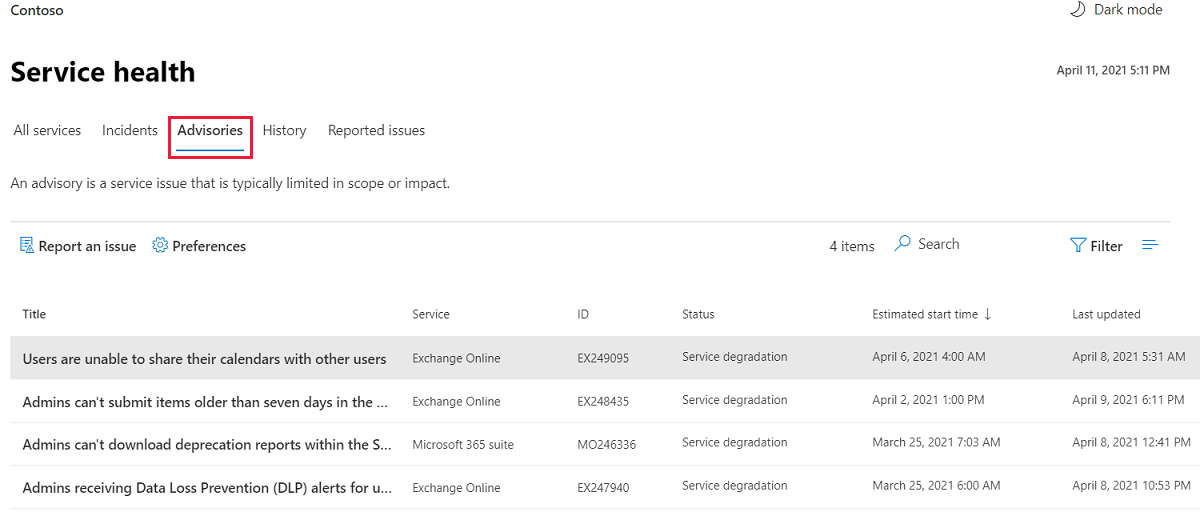 Contoso
Dark mode
Service health
April 11, 2021 5:11 PM
All services Incidents Advisories History Reported issues
An advisory is a service issue that is typically limited in scope or impact.
Report an issue Preferences 4 items Search Filter
Title Service ID Status Estimated start time ↓ Last updated
Users are unable to share their calendars with other users Exchange Online EX249095 Service degradation April 6, 2021 4:00 AM April 8, 2021 5:31 AM
Admins can't submit items older than seven days in the ... Exchange Online EX248435 Service degradation April 2, 2021 1:00 PM April 9, 2021 6:11 PM
Admins can't download deprecation reports within the S... Microsoft 365 suite MO246336 Service degradation March 25, 2021 7:03 AM April 8, 2021 12:41 PM
Admins receiving Data Loss Prevention (DLP) alerts for u... Exchange Online EX247940 Service degradation March 25, 2021 6:00 AM April 8, 2021 10:53 PM